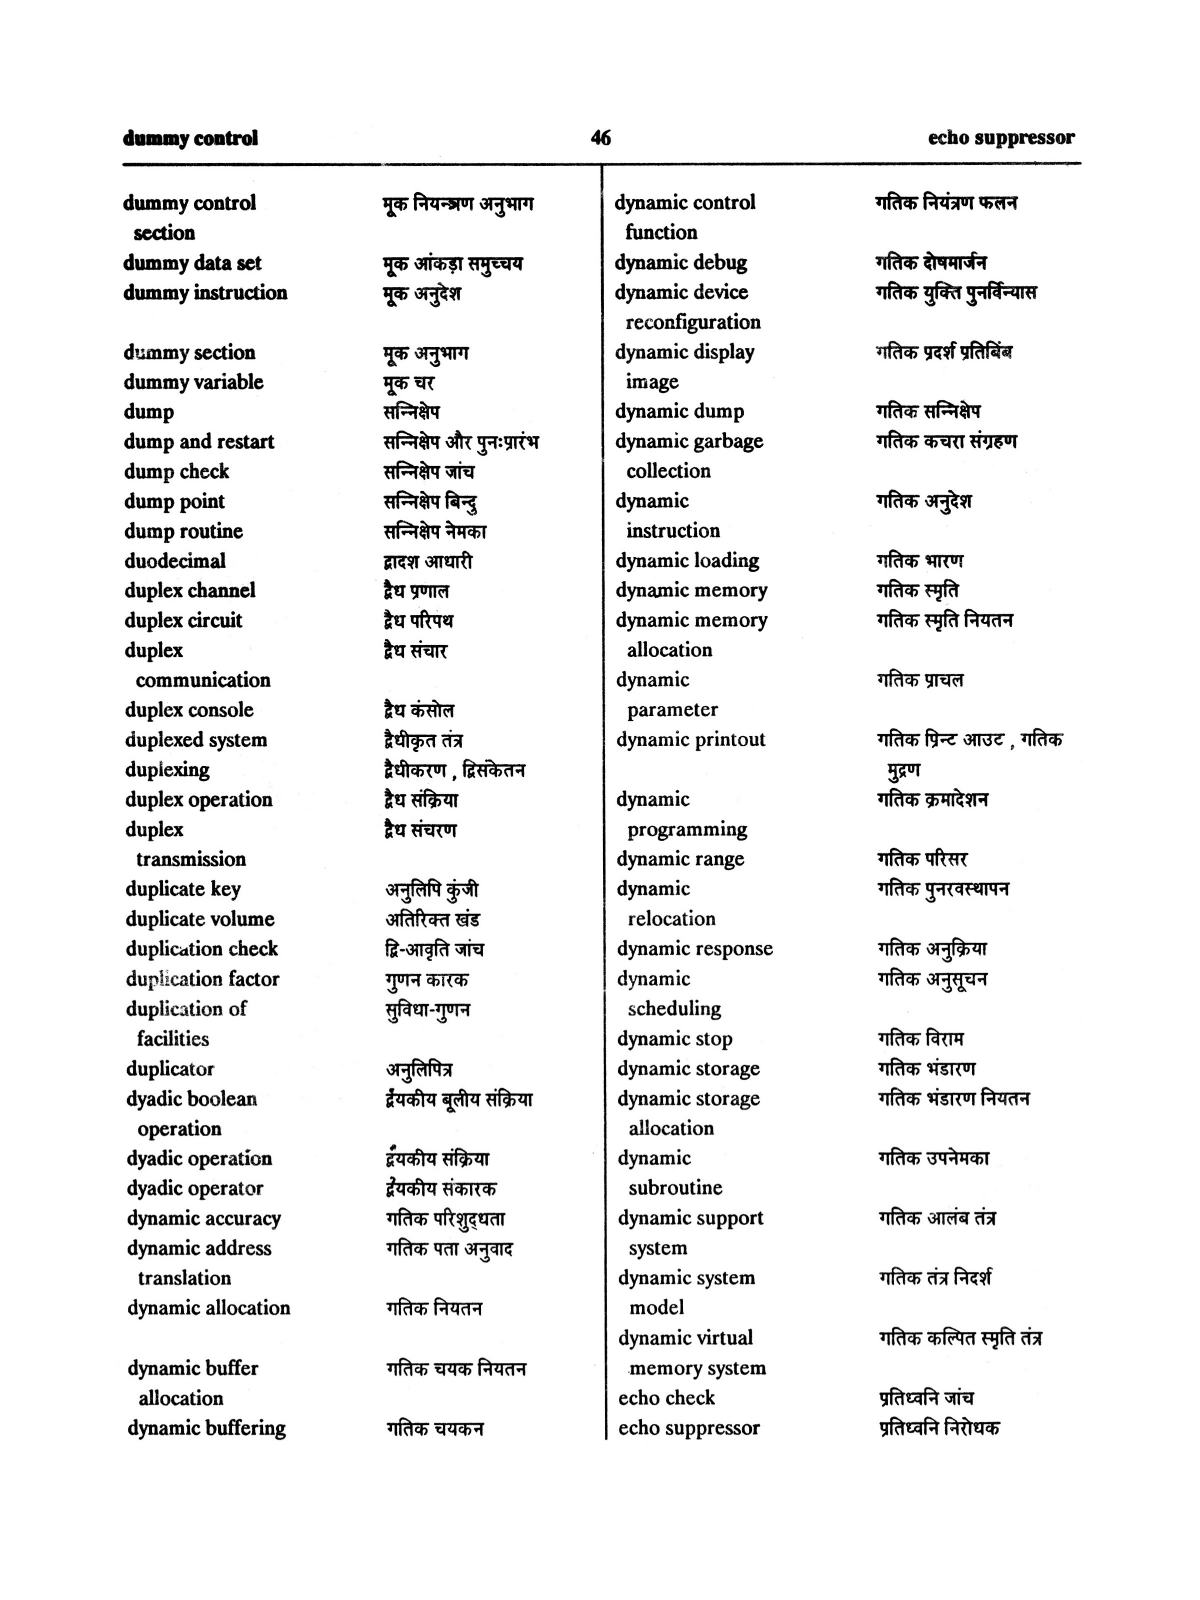 dummy control 46 echo suppressor
dummy control मूक नियन्त्रण अनुभाग
section
dummy data set मूक आंकड़ा समुच्चय
dummy instruction मूक अनुदेश
dummy section मूक अनुभाग
dummy variable मूक चर
dump सन्निक्षेप
dump and restart सन्निक्षेप और पुनःप्रारंभ
dump check सन्निक्षेप जांच
dump point सन्निक्षेप बिन्दु
dump routine सन्निक्षेप नेमका
duodecimal द्वादश आधारी
duplex channel द्वैध प्रणाल
duplex circuit द्वैध परिपथ
duplex द्वैध संचार
communication
duplex console द्वैध कंसोल
duplexed system द्वैधीकृत तंत्र
duplexing द्वैधीकरण , द्विसंकेतन
duplex operation द्वैध संक्रिया
duplex द्वैध संचरण
transmission
duplicate key अनुलिपि कुंजी
duplicate volume अतिरिक्त खंड
duplication check द्वि-आवृति जांच
duplication factor गुणन कारक
duplication of सुविधा-गुणन
facilities
duplicator अनुलिपित्र
dyadic boolean द्वैयकीय बूलीय संक्रिया
operation
dyadic operation द्वैयकीय संक्रिया
dyadic operator द्वैयकीय संकारक
dynamic accuracy गतिक परिशुद्धता
dynamic address गतिक पता अनुवाद
translation
dynamic allocation गतिक नियतन
dynamic buffer गतिक चयक नियतन
allocation
dynamic buffering गतिक चयकन
dynamic control गतिक नियंत्रण फलन
function
dynamic debug गतिक दोषमार्जन
dynamic device गतिक युक्ति पुनर्विन्यास
reconfiguration
dynamic display गतिक प्रदर्श प्रतिबिंब
image
dynamic dump गतिक सन्निक्षेप
dynamic garbage गतिक कचरा संग्रहण
collection
dynamic गतिक अनुदेश
instruction
dynamic loading गतिक भारण
dynamic memory गतिक स्मृति
dynamic memory गतिक स्मृति नियतन
allocation
dynamic गतिक प्राचल
parameter
dynamic printout गतिक प्रिन्ट आउट , गतिक
मुद्रण
dynamic गतिक क्रमादेशन
programming
dynamic range गतिक परिसर
dynamic गतिक पुनरवस्थापन
relocation
dynamic response गतिक अनुक्रिया
dynamic गतिक अनुसूचन
scheduling
dynamic stop गतिक विराम
dynamic storage गतिक भंडारण
dynamic storage गतिक भंडारण नियतन
allocation
dynamic गतिक उपनेमका
subroutine
dynamic support गतिक आलंब तंत्र
system
dynamic system गतिक तंत्र निदर्श
model
dynamic virtual गतिक कल्पित स्मृति तंत्र
memory system
echo check प्रतिध्वनि जांच
echo suppressor प्रतिध्वनि निरोधक